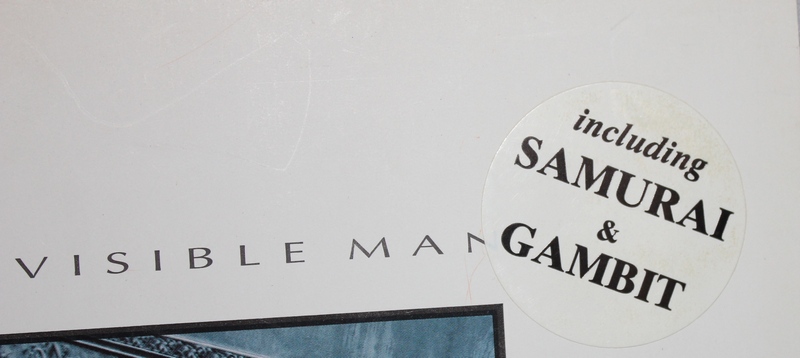 VISIBLE MAN
including
SAMURAI
&
GAMBIT